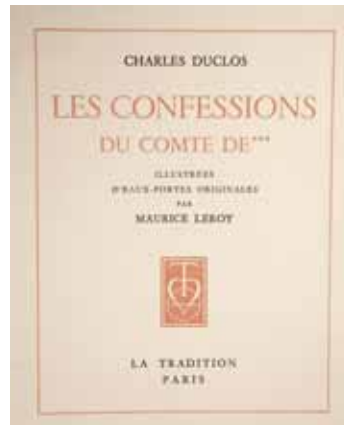 CHARLES DUCLOS
LES CONFESSIONS
DU COMTE DE***
ILLUSTRÉES
D'EAUX-FORTES ORIGINALES
PAR
MAURICE LEROY
LA TRADITION
PARIS